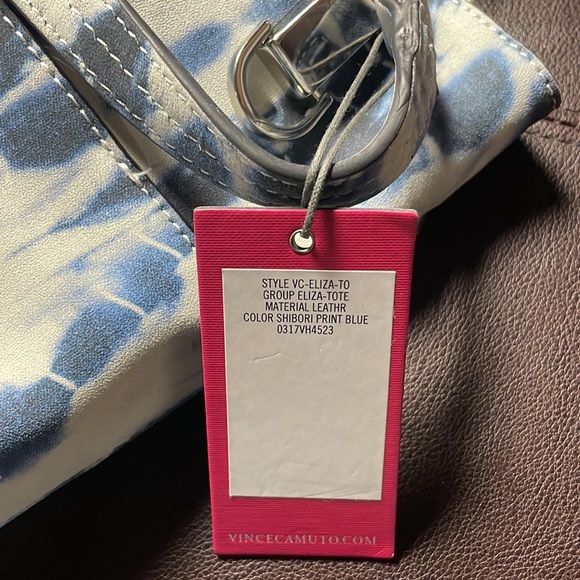 STYLE VC-ELIZA-TO
GROUP ELIZA-TOTE
MATERIAL LEATHR
COLOR SHIBORI PRINT BLUE
0317VH4523
VINCECAMUTO.COM